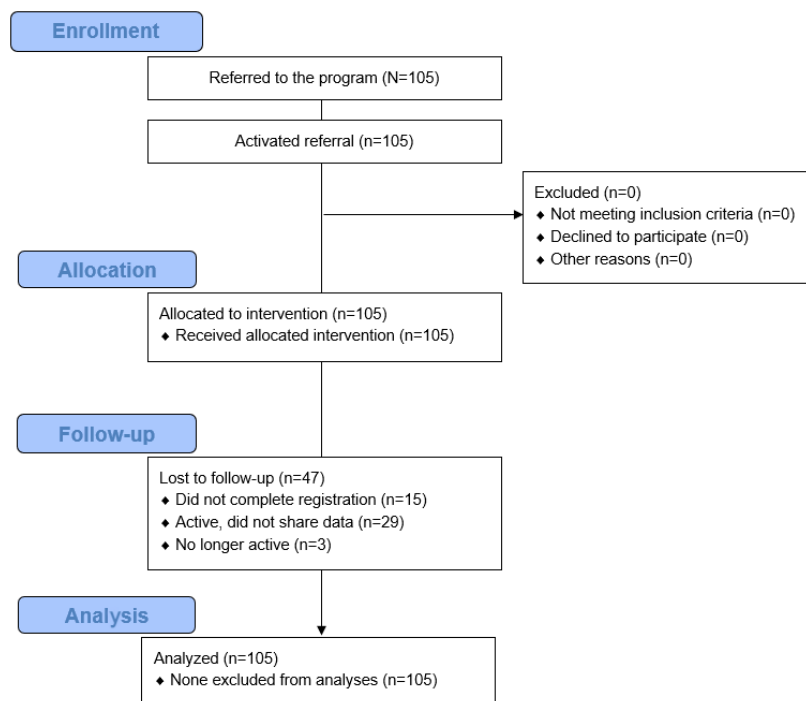 Enrollment
Referred to the program (N=105)
Activated referral (n=105)
Excluded (n=0)
♦ Not meeting inclusion criteria (n=0)
♦ Declined to participate (n=0)
♦ Other reasons (n=0)
Allocation
Allocated to intervention (n=105)
♦ Received allocated intervention (n=105)
Follow-up
Lost to follow-up (n=47)
♦ Did not complete registration (n=15)
♦ Active, did not share data (n=29)
♦ No longer active (n=3)
Analysis
Analyzed (n=105)
♦ None excluded from analyses (n=105)